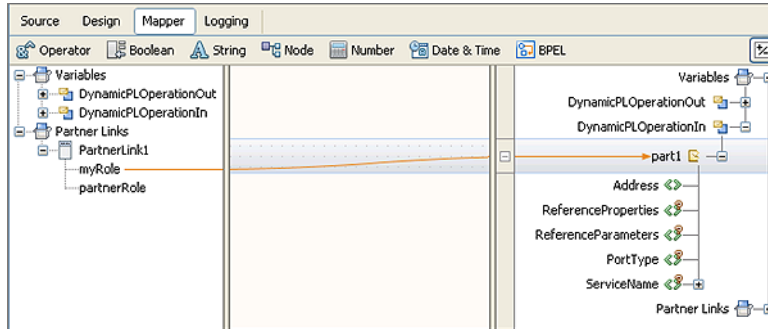 Source Design Mapper Logging
Operator Boolean String Node Number Date & Time BPEL
Variables
DynamicPLOperationOut
DynamicPLOperationIn
Partner Links
PartnerLink1
myRole
partnerRole
Variables
DynamicPLOperationOut
DynamicPLOperationIn
part1
Address
ReferenceProperties
ReferenceParameters
PortType
ServiceName
Partner Links